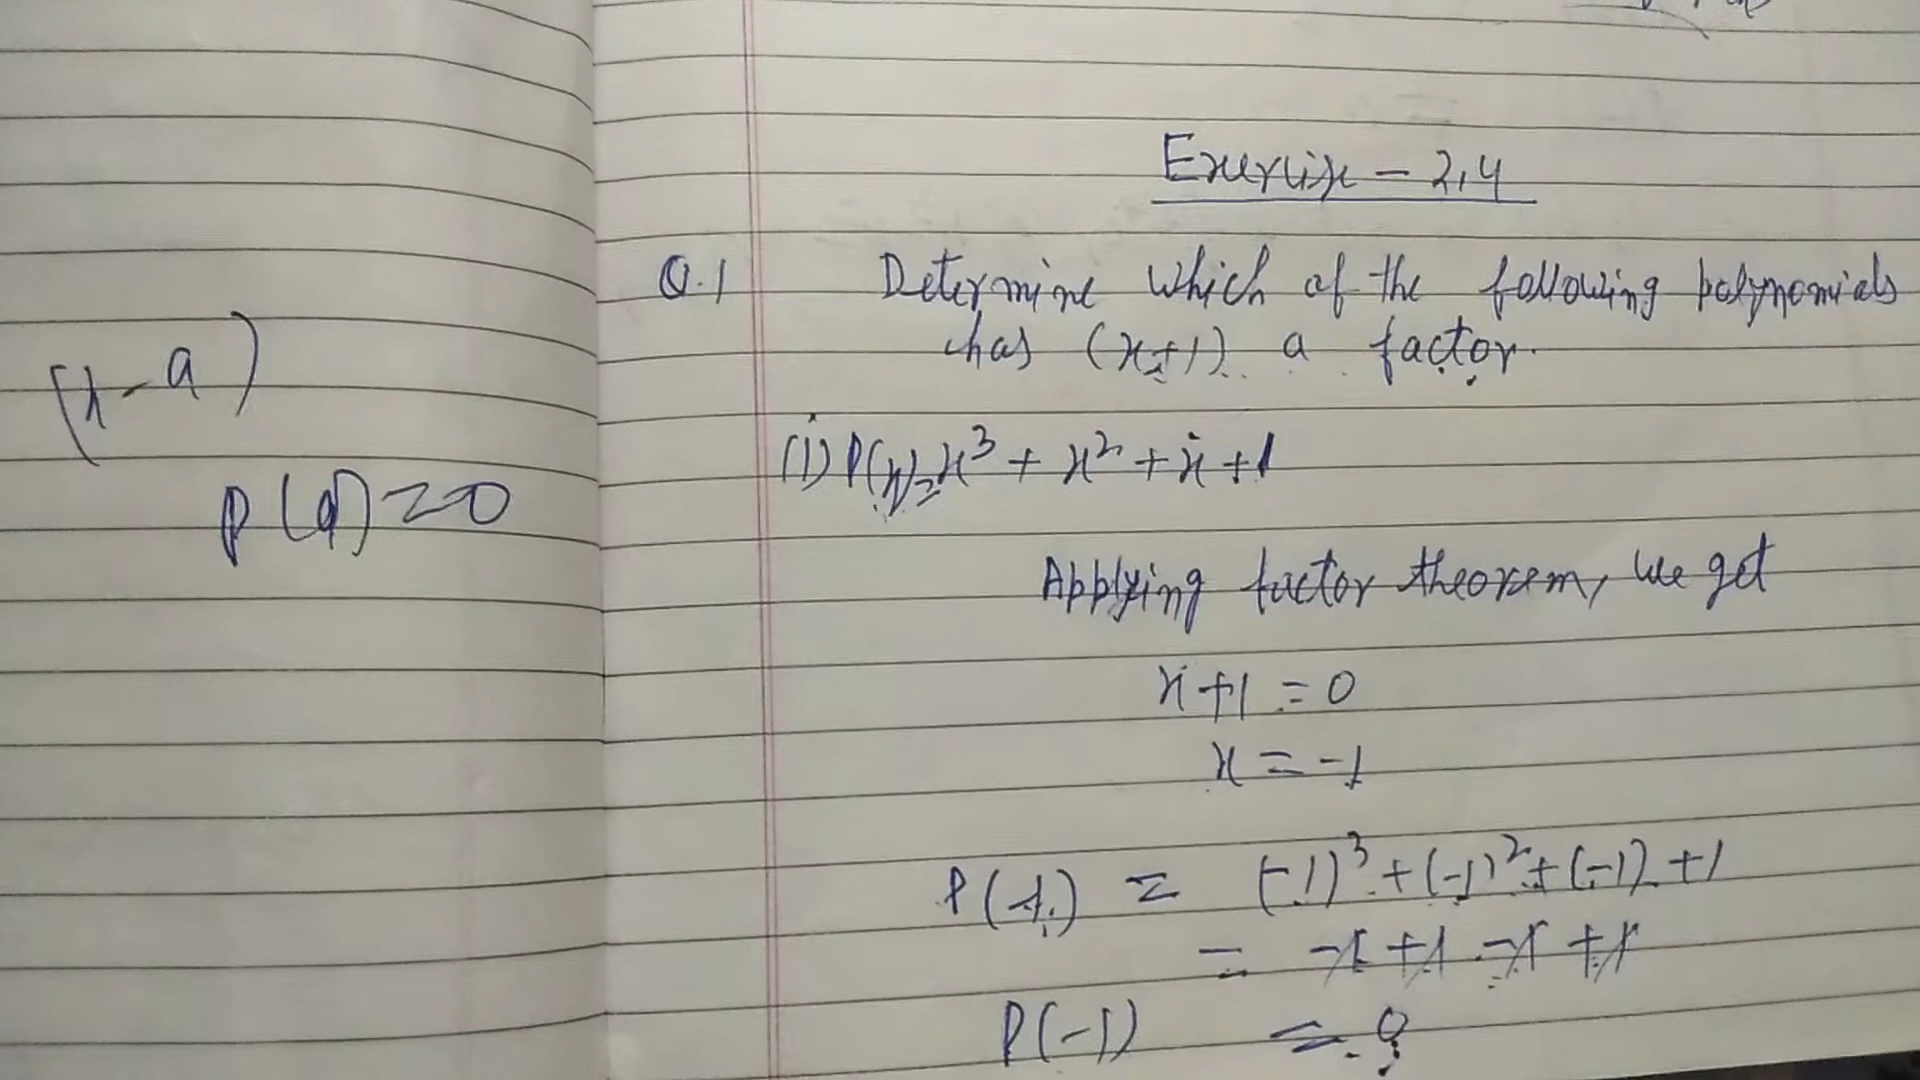 (x-a)
P(a)=0
Exercise - 2.4
Q.1 Determine which of the following polynomials
has (x+1) a factor.
(i) P(x)=x³ + x² + x + 1
Applying factor theorem, we get
x+1 = 0
x = -1
P(-1) = (-1)³ + (-1)² + (-1) + 1
= -1 + 1 - 1 + 1
P(-1) = 0